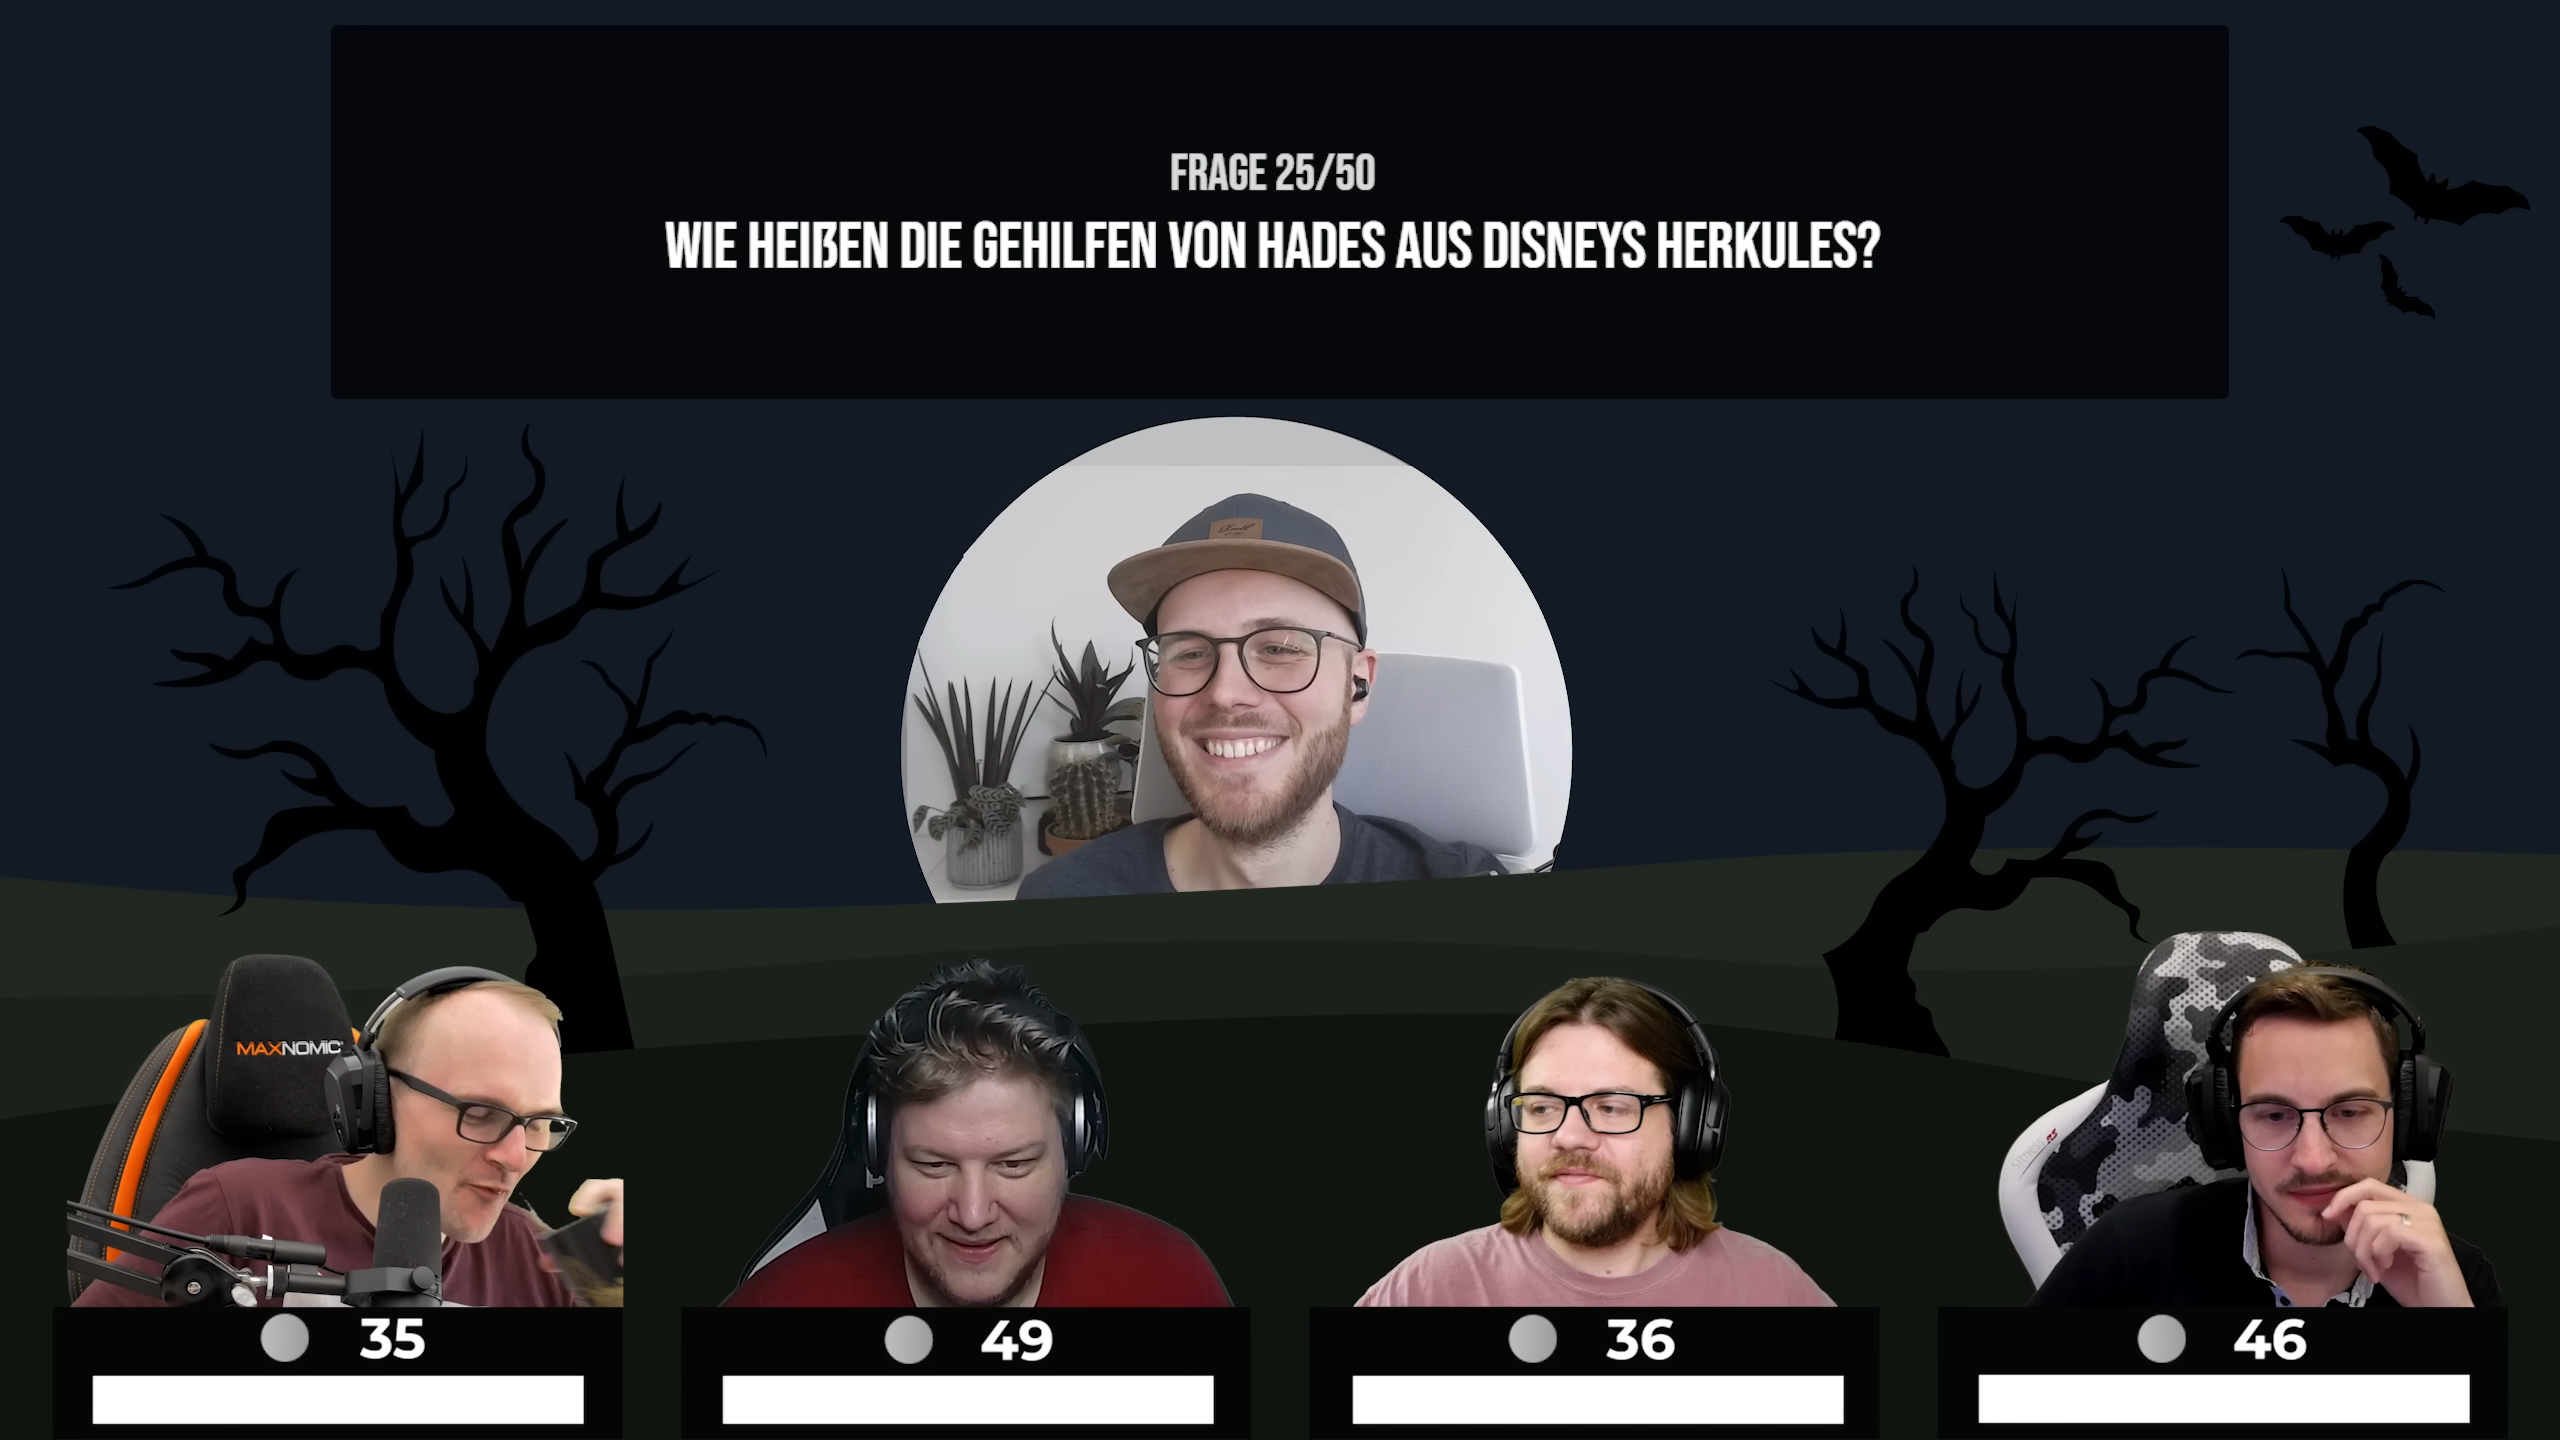 FRAGE 25/50
WIE HEIßEN DIE GEHILFEN VON HADES AUS DISNEYS HERKULES?
MAXNOMIC
35
49
36
46